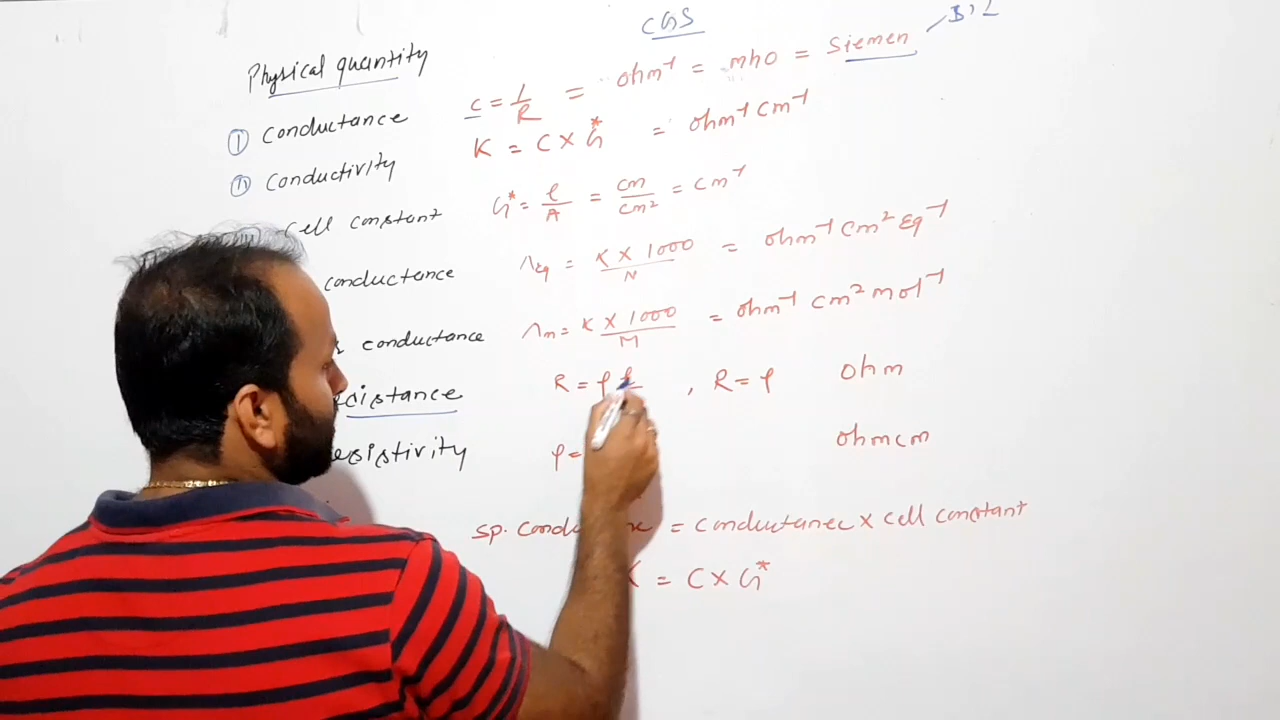 CGS
S.I
Physical quantity
① Conductance C = 1/R = ohm⁻¹ = mho = Siemen
② Conductivity K = C × G* = ohm⁻¹ cm⁻¹
Cell constant G* = l/A = cm/cm² = cm⁻¹
conductance Λeq = K × 1000/N = ohm⁻¹ cm² Eq⁻¹
conductance Λm = K × 1000/M = ohm⁻¹ cm² mol⁻¹
R = ρ l , R = ρ ohm
ρ = ohm cm
sp. = Conductance × cell constant
K = C × G*